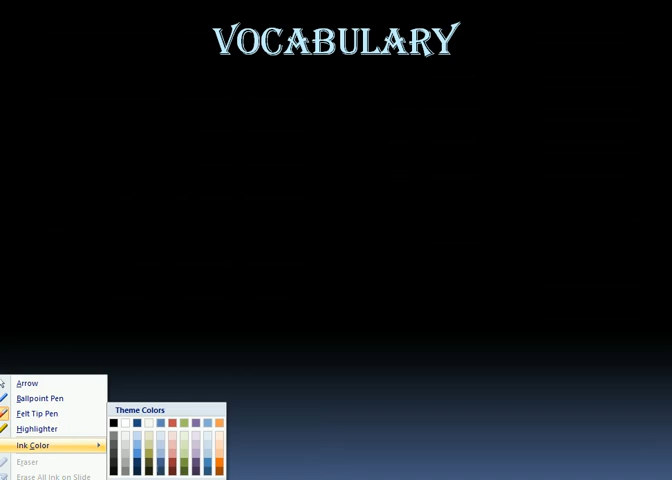 VOCABULARY
Arrow
Ballpoint Pen
Felt Tip Pen
Highlighter
Ink Color
Eraser
Erase All Ink on Slide
Theme Colors